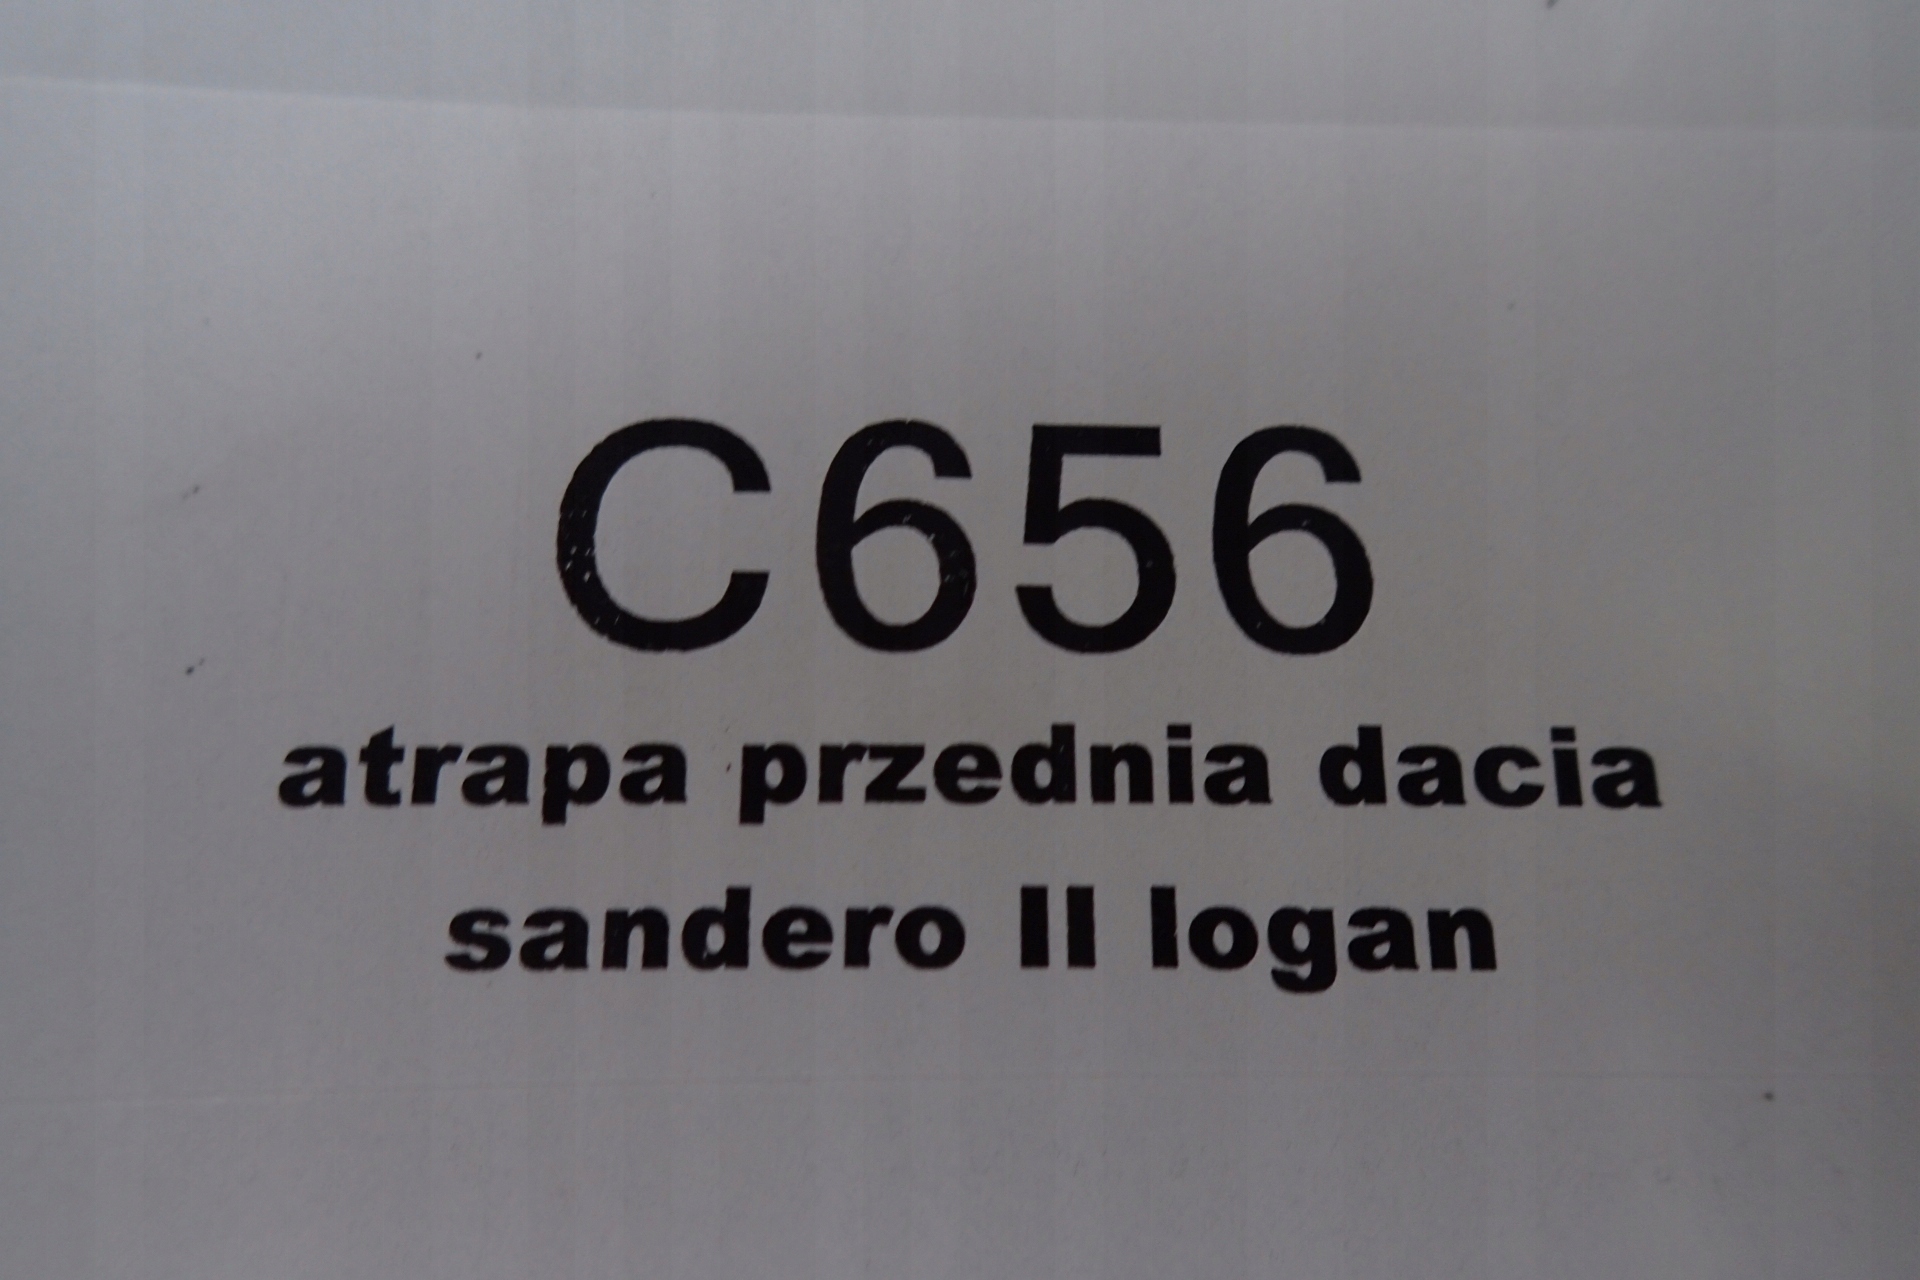 C656
atrapa przednia dacia
sandero II logan